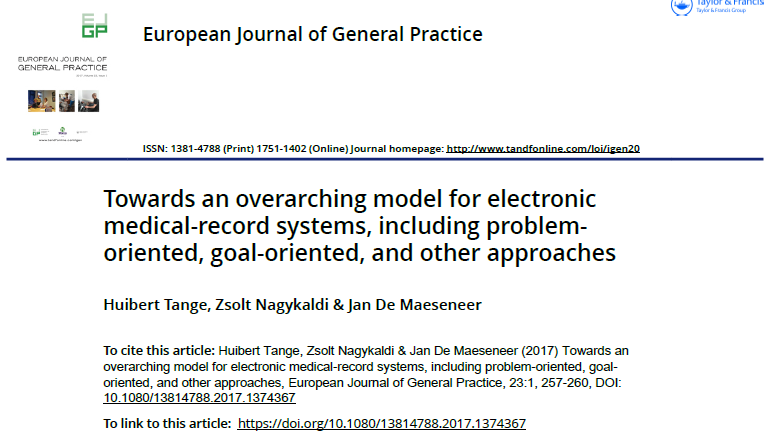 Taylor & Francis
Taylor & Francis Group
EJGP
European Journal of General Practice
EUROPEAN JOURNAL OF
GENERAL PRACTICE
ISSN: 1381-4788 (Print) 1751-1402 (Online) Journal homepage: http://www.tandfonline.com/loi/igen20
Towards an overarching model for electronic
medical-record systems, including problem-
oriented, goal-oriented, and other approaches
Huibert Tange, Zsolt Nagykaldi & Jan De Maeseneer
To cite this article: Huibert Tange, Zsolt Nagykaldi & Jan De Maeseneer (2017) Towards an
overarching model for electronic medical-record systems, including problem-oriented, goal-
oriented, and other approaches, European Journal of General Practice, 23:1, 257-260, DOI:
10.1080/13814788.2017.1374367
To link to this article: https://doi.org/10.1080/13814788.2017.1374367